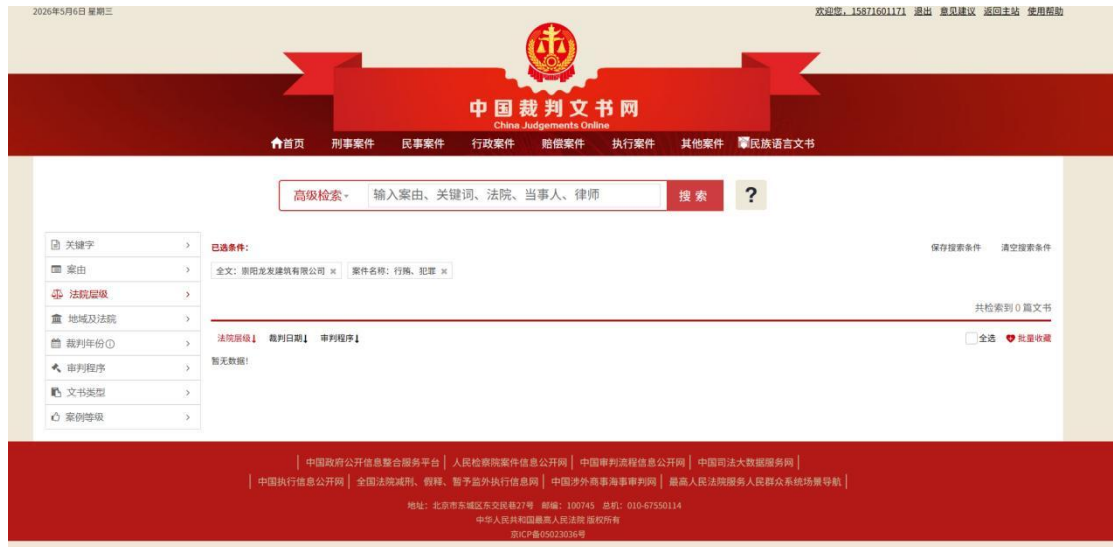 2026年5月6日 星期三
欢迎您，15871601171 退出 意见建议 返回主站 使用帮助
中国裁判文书网
China Judgements Online
首页 刑事案件 民事案件 行政案件 赔偿案件 执行案件 其他案件 民族语言文书
高级检索 输入案由、关键词、法院、当事人、律师 搜索 ?
关键字
案由
法院层级
地域及法院
裁判年份
审判程序
文书类型
案例等级
已选条件：
保存搜索条件 清空搜索条件
全文：崇阳龙发建筑有限公司 × 案件名称：行贿、犯罪 ×
共检索到 0 篇文书
法院层级↓ 裁判日期↓ 审判程序↓
全选 批量收藏
暂无数据!
│ 中国政府公开信息整合服务平台│ 人民检察院案件信息公开网│ 中国审判流程信息公开网│ 中国司法大数据服务网│
│ 中国执行信息公开网│ 全国法院减刑、假释、暂予监外执行信息网│ 中国涉外商事海事审判网│ 最高人民法院服务人民群众系统场景导航│
地址：北京市东城区东交民巷27号 邮编：100745 总机：010-67550114
中华人民共和国最高人民法院 版权所有
京ICP备05023036号